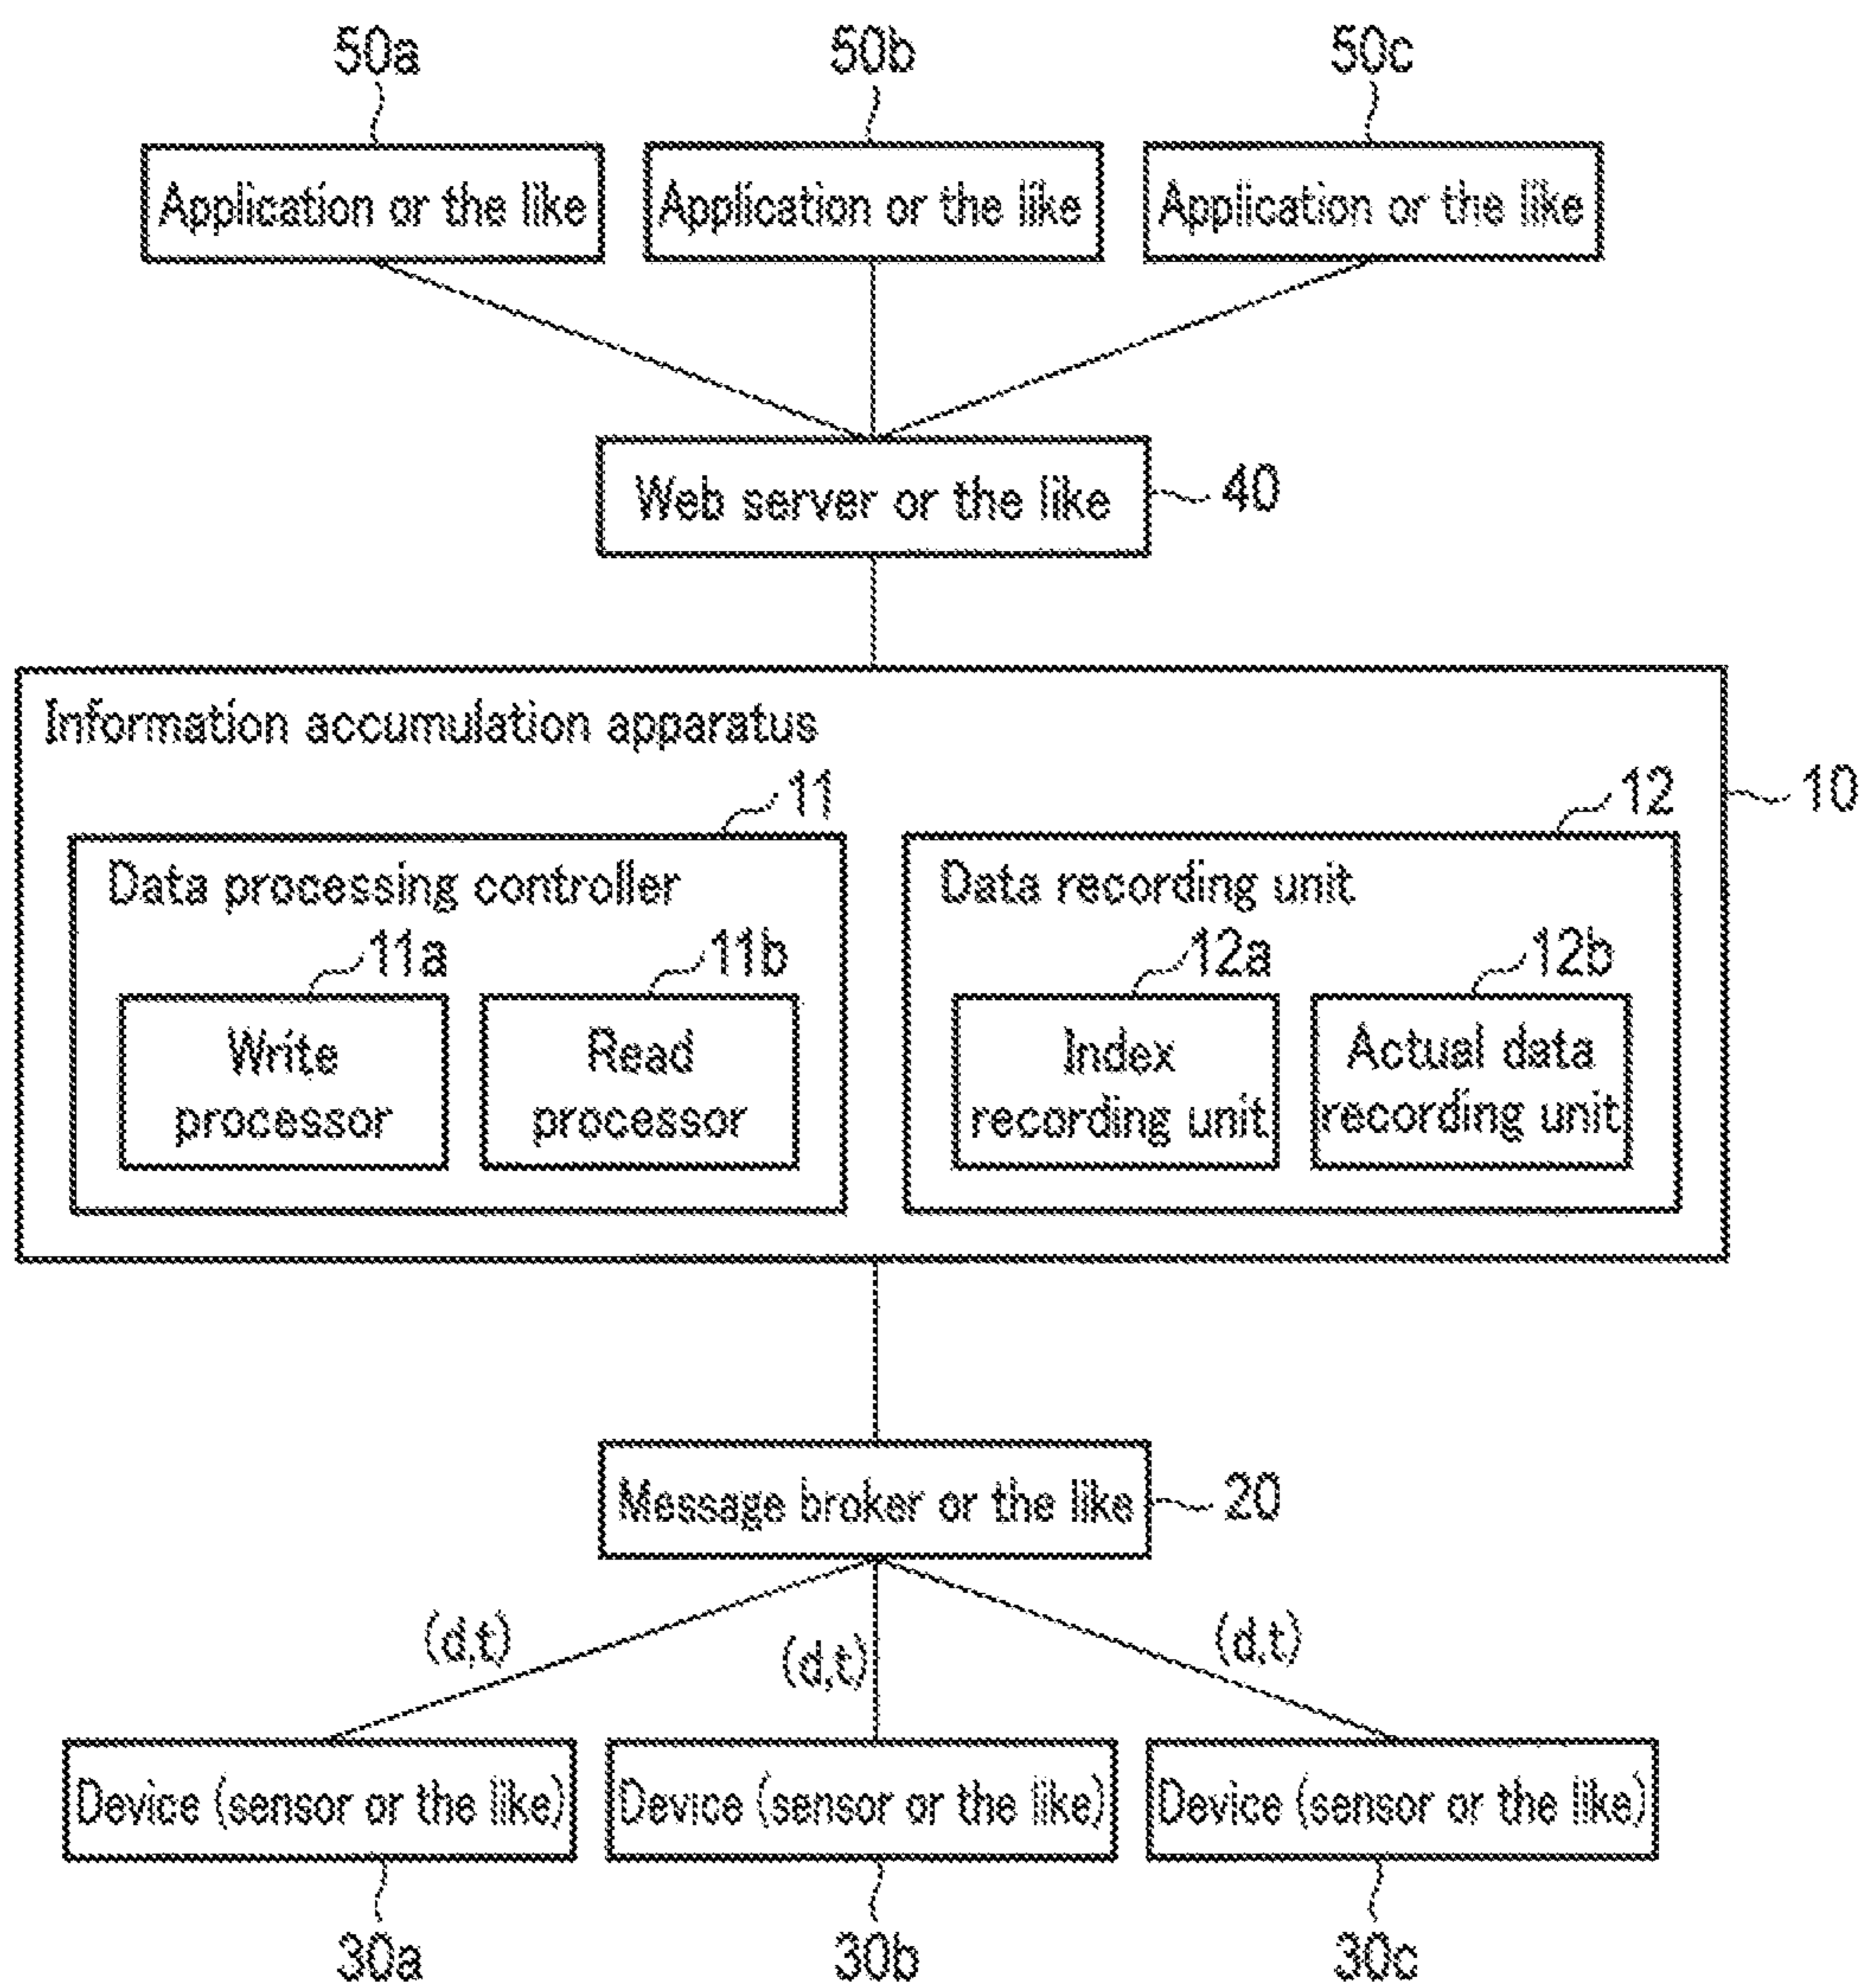 50a 50b 50c
Application or the like Application or the like Application or the like
Web server or the like 40
Information accumulation apparatus
10
11 12
Data processing controller Data recording unit
11a 11b 12a 12b
Write Read Index Actual data
processor processor recording unit recording unit
Message broker or the like 20
(d,t) (d,t) (d,t)
Device (sensor or the like) Device (sensor or the like) Device (sensor or the like)
30a 30b 30c